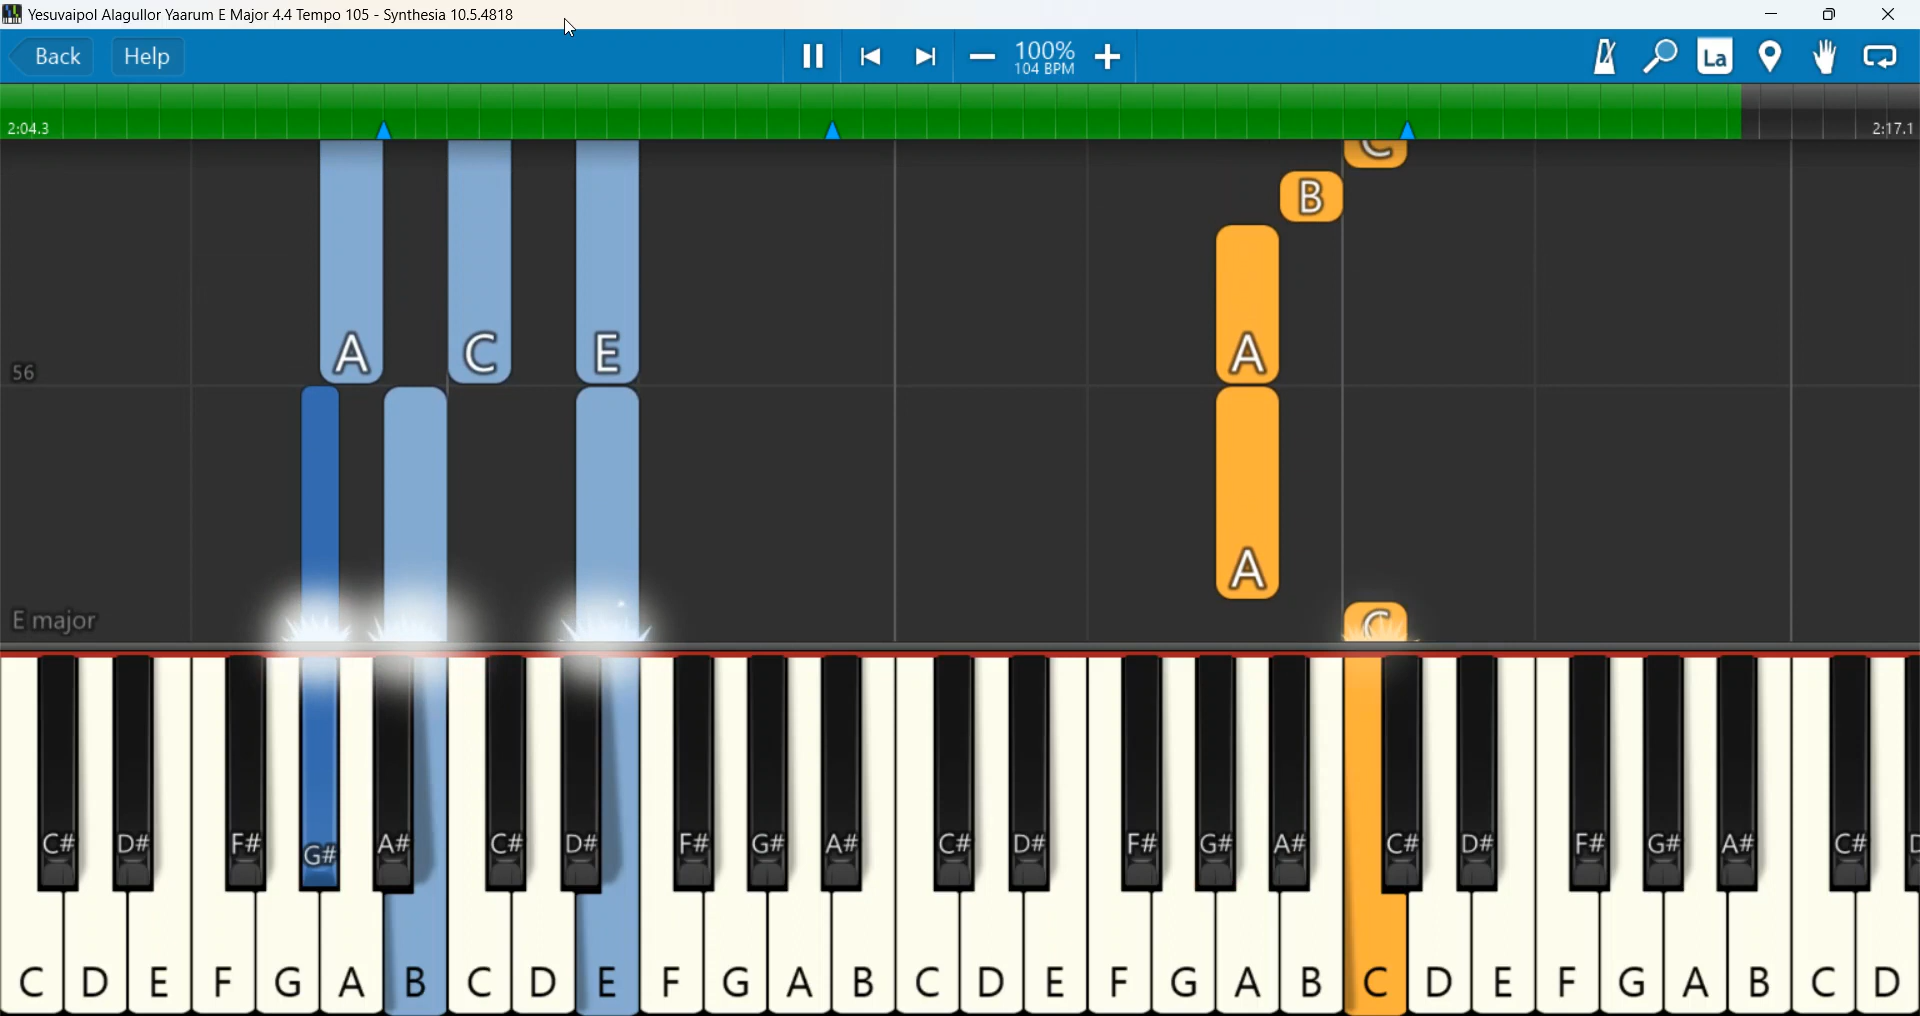 Yesuvaipol Alagullor Yaarum E Major 4.4 Tempo 105 - Synthesia 10.5.4818
Back Help 100% La
104 BPM
2:04.3 2:17.1
C
B
A C E A
56
A
E major C
C# D# F# G# A# C# D# F# G# A# C# D# F# G# A# C# D# F# G# A# C#
C D E F G A B C D E F G A B C D E F G A B C D E F G A B C D